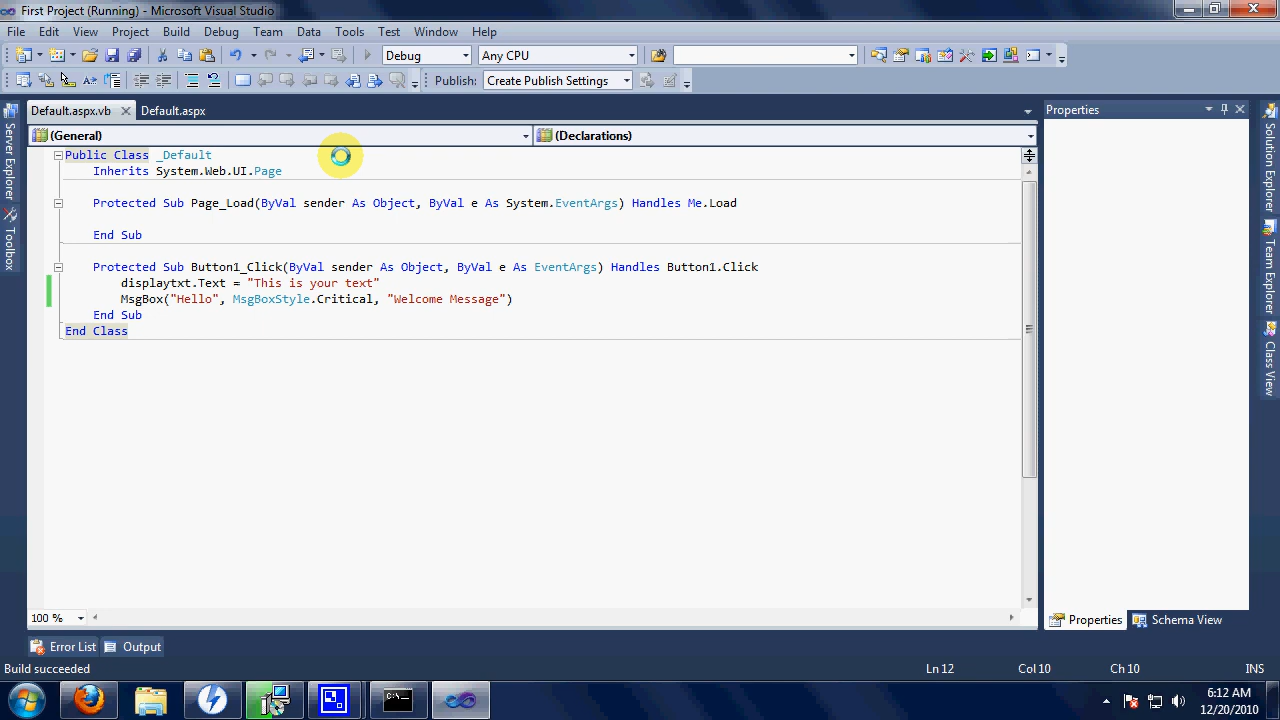 First Project (Running) - Microsoft Visual Studio
File Edit View Project Build Debug Team Data Tools Test Window Help
Debug Any CPU
Publish: Create Publish Settings
Default.aspx.vb Default.aspx
Properties
(General) (Declarations)
Server Explorer
Toolbox
Public Class _Default
Inherits System.Web.UI.Page
Protected Sub Page_Load(ByVal sender As Object, ByVal e As System.EventArgs) Handles Me.Load
End Sub
Protected Sub Button1_Click(ByVal sender As Object, ByVal e As EventArgs) Handles Button1.Click
displaytxt.Text = "This is your text"
MsgBox("Hello", MsgBoxStyle.Critical, "Welcome Message")
End Sub
End Class
Solution Explorer
Team Explorer
Class View
100 %
Properties Schema View
Error List Output
Build succeeded Ln 12 Col 10 Ch 10 INS
6:12 AM
12/20/2010